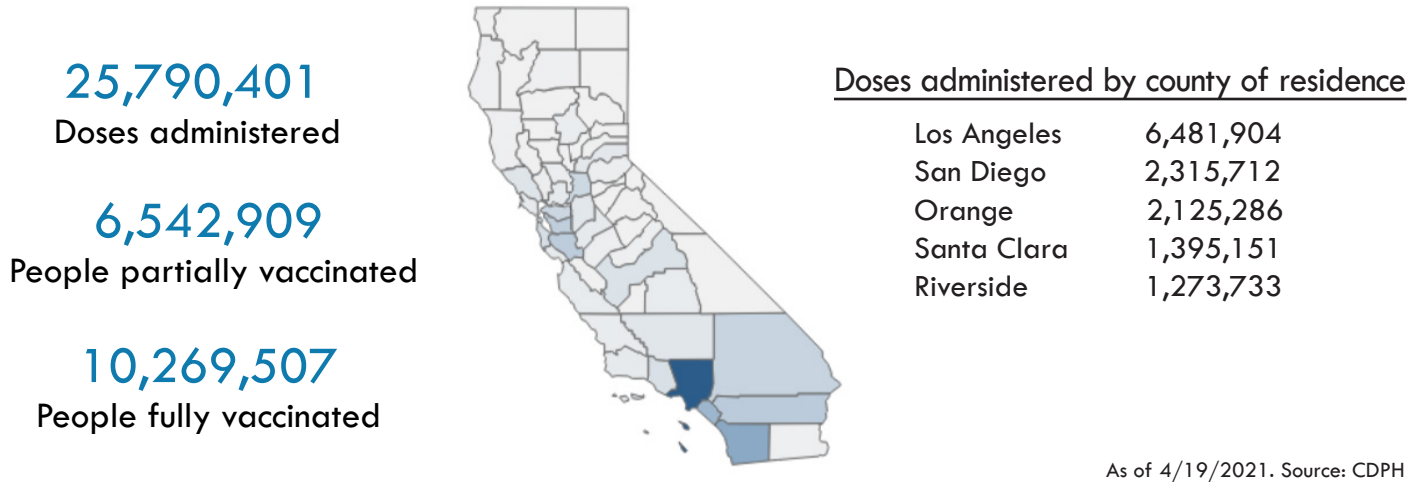 25,790,401
Doses administered
6,542,909
People partially vaccinated
10,269,507
People fully vaccinated
Doses administered by county of residence
Los Angeles 6,481,904
San Diego 2,315,712
Orange 2,125,286
Santa Clara 1,395,151
Riverside 1,273,733
As of 4/19/2021. Source: CDPH